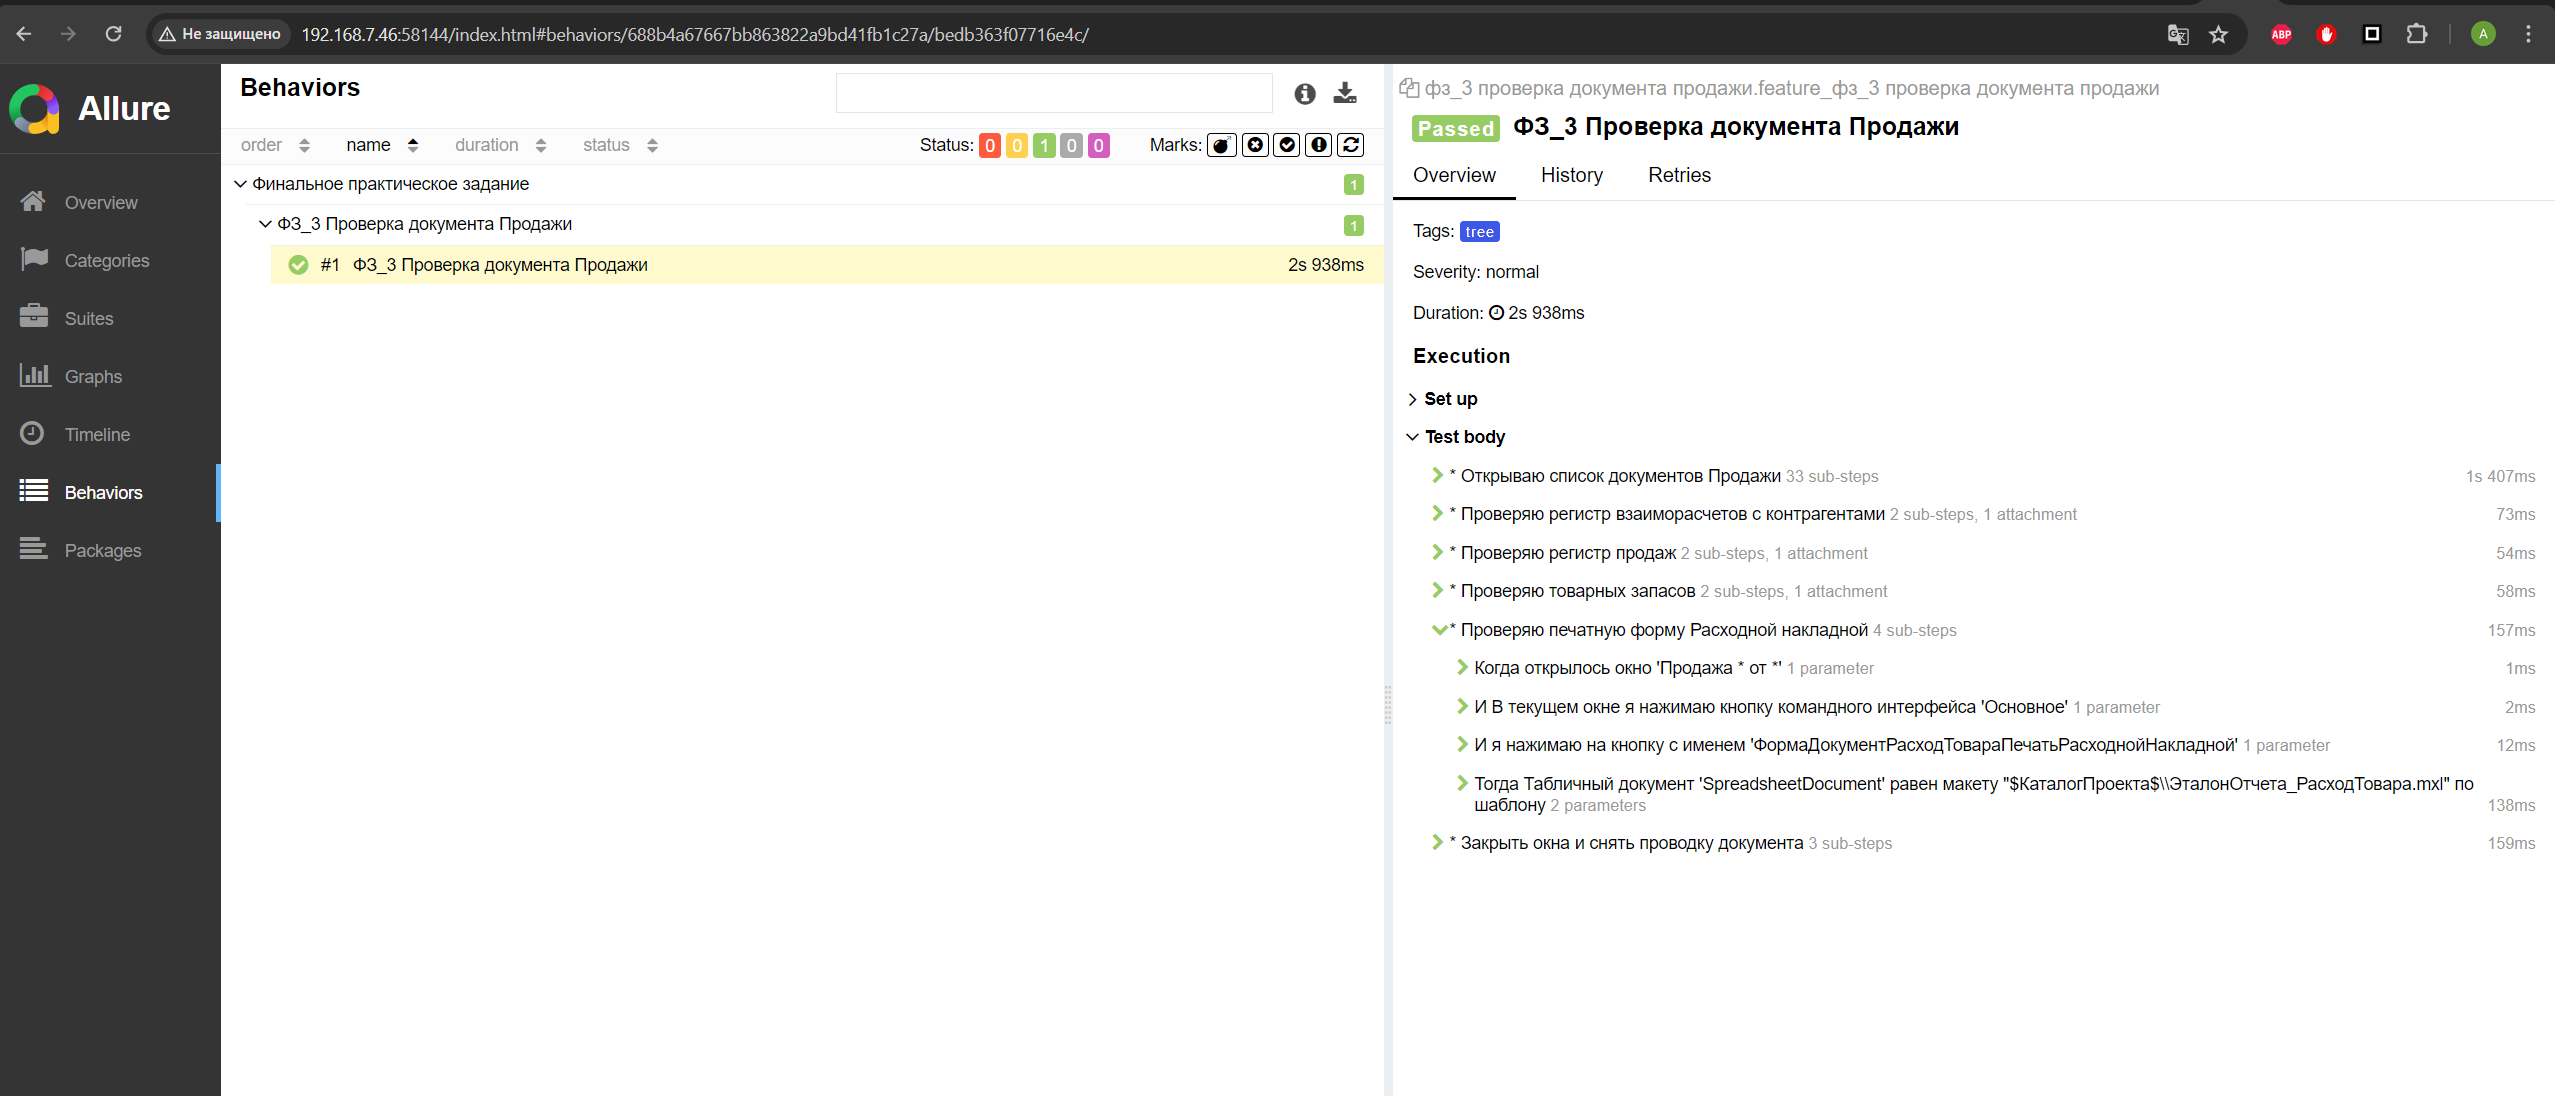 Не защищено 192.168.7.46:58144/index.html#behaviors/688b4a67667bb863822a9bd41fb1c27a/bedb363f07716e4c/ ABP A
Allure
Overview
Categories
Suites
Graphs
Timeline
Behaviors
Packages
Behaviors
order name duration status Status: 0 0 1 0 0 Marks:
Финальное практическое задание 1
ФЗ_3 Проверка документа Продажи 1
#1 ФЗ_3 Проверка документа Продажи 2s 938ms
фз_3 проверка документа продажи.feature_фз_3 проверка документа продажи
Passed ФЗ_3 Проверка документа Продажи
Overview History Retries
Tags: tree
Severity: normal
Duration: 2s 938ms
Execution
Set up
Test body
* Открываю список документов Продажи 33 sub-steps 1s 407ms
* Проверяю регистр взаиморасчетов с контрагентами 2 sub-steps, 1 attachment 73ms
* Проверяю регистр продаж 2 sub-steps, 1 attachment 54ms
* Проверяю товарных запасов 2 sub-steps, 1 attachment 58ms
* Проверяю печатную форму Расходной накладной 4 sub-steps 157ms
Когда открылось окно 'Продажа * от *' 1 parameter 1ms
И В текущем окне я нажимаю кнопку командного интерфейса 'Основное' 1 parameter 2ms
И я нажимаю на кнопку с именем 'ФормаДокументРасходТовараПечатьРасходнойНакладной' 1 parameter 12ms
Тогда Табличный документ 'SpreadsheetDocument' равен макету "$КаталогПроекта$\\ЭталонОтчета_РасходТовара.mxl" по
шаблону 2 parameters 138ms
* Закрыть окна и снять проводку документа 3 sub-steps 159ms